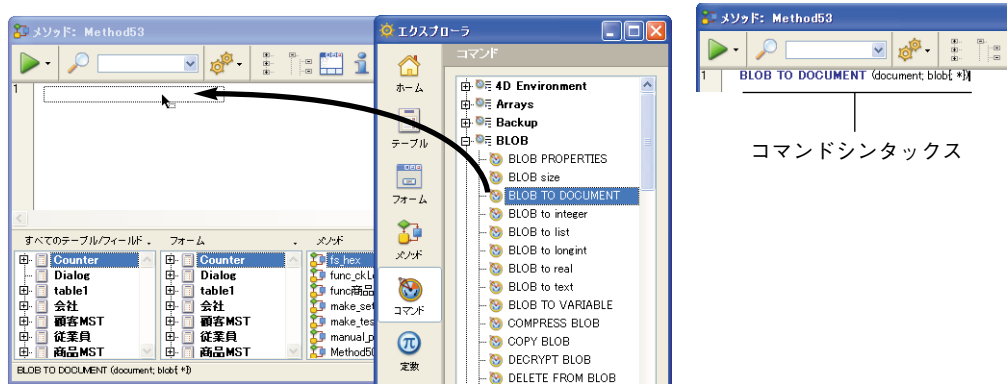 メソッド: Method53
1
すべてのテーブル/フィールド
Counter
Dialog
table1
会社
顧客MST
従業員
商品MST
フォーム
Counter
Dialog
table1
会社
顧客MST
従業員
商品MST
メソッド
fs_hex
func_ckL
func商品
make_set
make_tes
manual_p
Method50
BLOB TO DOCUMENT (document; blob{; *})
エクスプローラ
ホーム
テーブル
フォーム
メソッド
コマンド
定数
コマンド
4D Environment
Arrays
Backup
BLOB
BLOB PROPERTIES
BLOB size
BLOB TO DOCUMENT
BLOB to integer
BLOB to list
BLOB to longint
BLOB to real
BLOB to text
BLOB TO VARIABLE
COMPRESS BLOB
COPY BLOB
DECRYPT BLOB
DELETE FROM BLOB
メソッド: Method53
1 BLOB TO DOCUMENT (document; blob{; *})
コマンドシンタックス